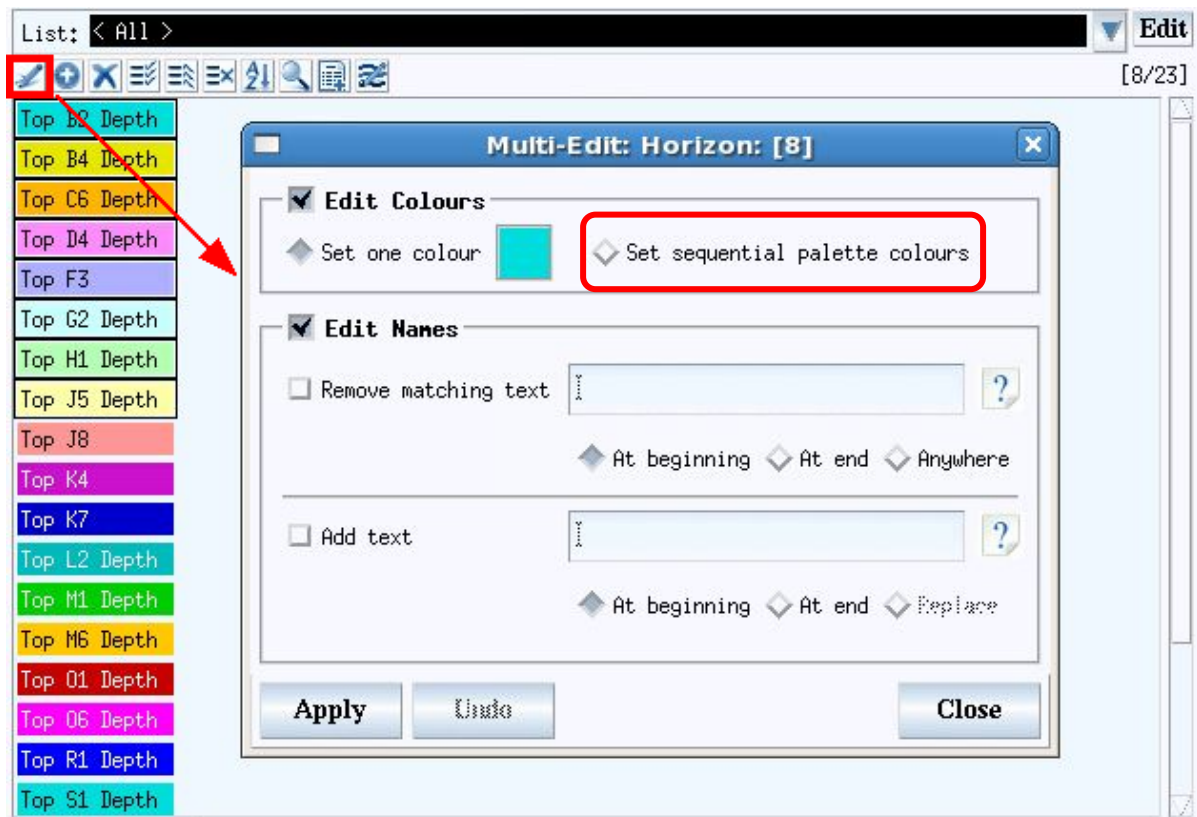 List: < All > Edit
[8/23]
Top B2 Depth
Top B4 Depth
Top C6 Depth
Top D4 Depth
Top F3
Top G2 Depth
Top H1 Depth
Top J5 Depth
Top J8
Top K4
Top K7
Top L2 Depth
Top M1 Depth
Top M6 Depth
Top O1 Depth
Top O6 Depth
Top R1 Depth
Top S1 Depth
Multi-Edit: Horizon: [8]
Edit Colours
Set one colour Set sequential palette colours
Edit Names
Remove matching text ?
At beginning At end Anywhere
Add text ?
At beginning At end Replace
Apply Undo Close